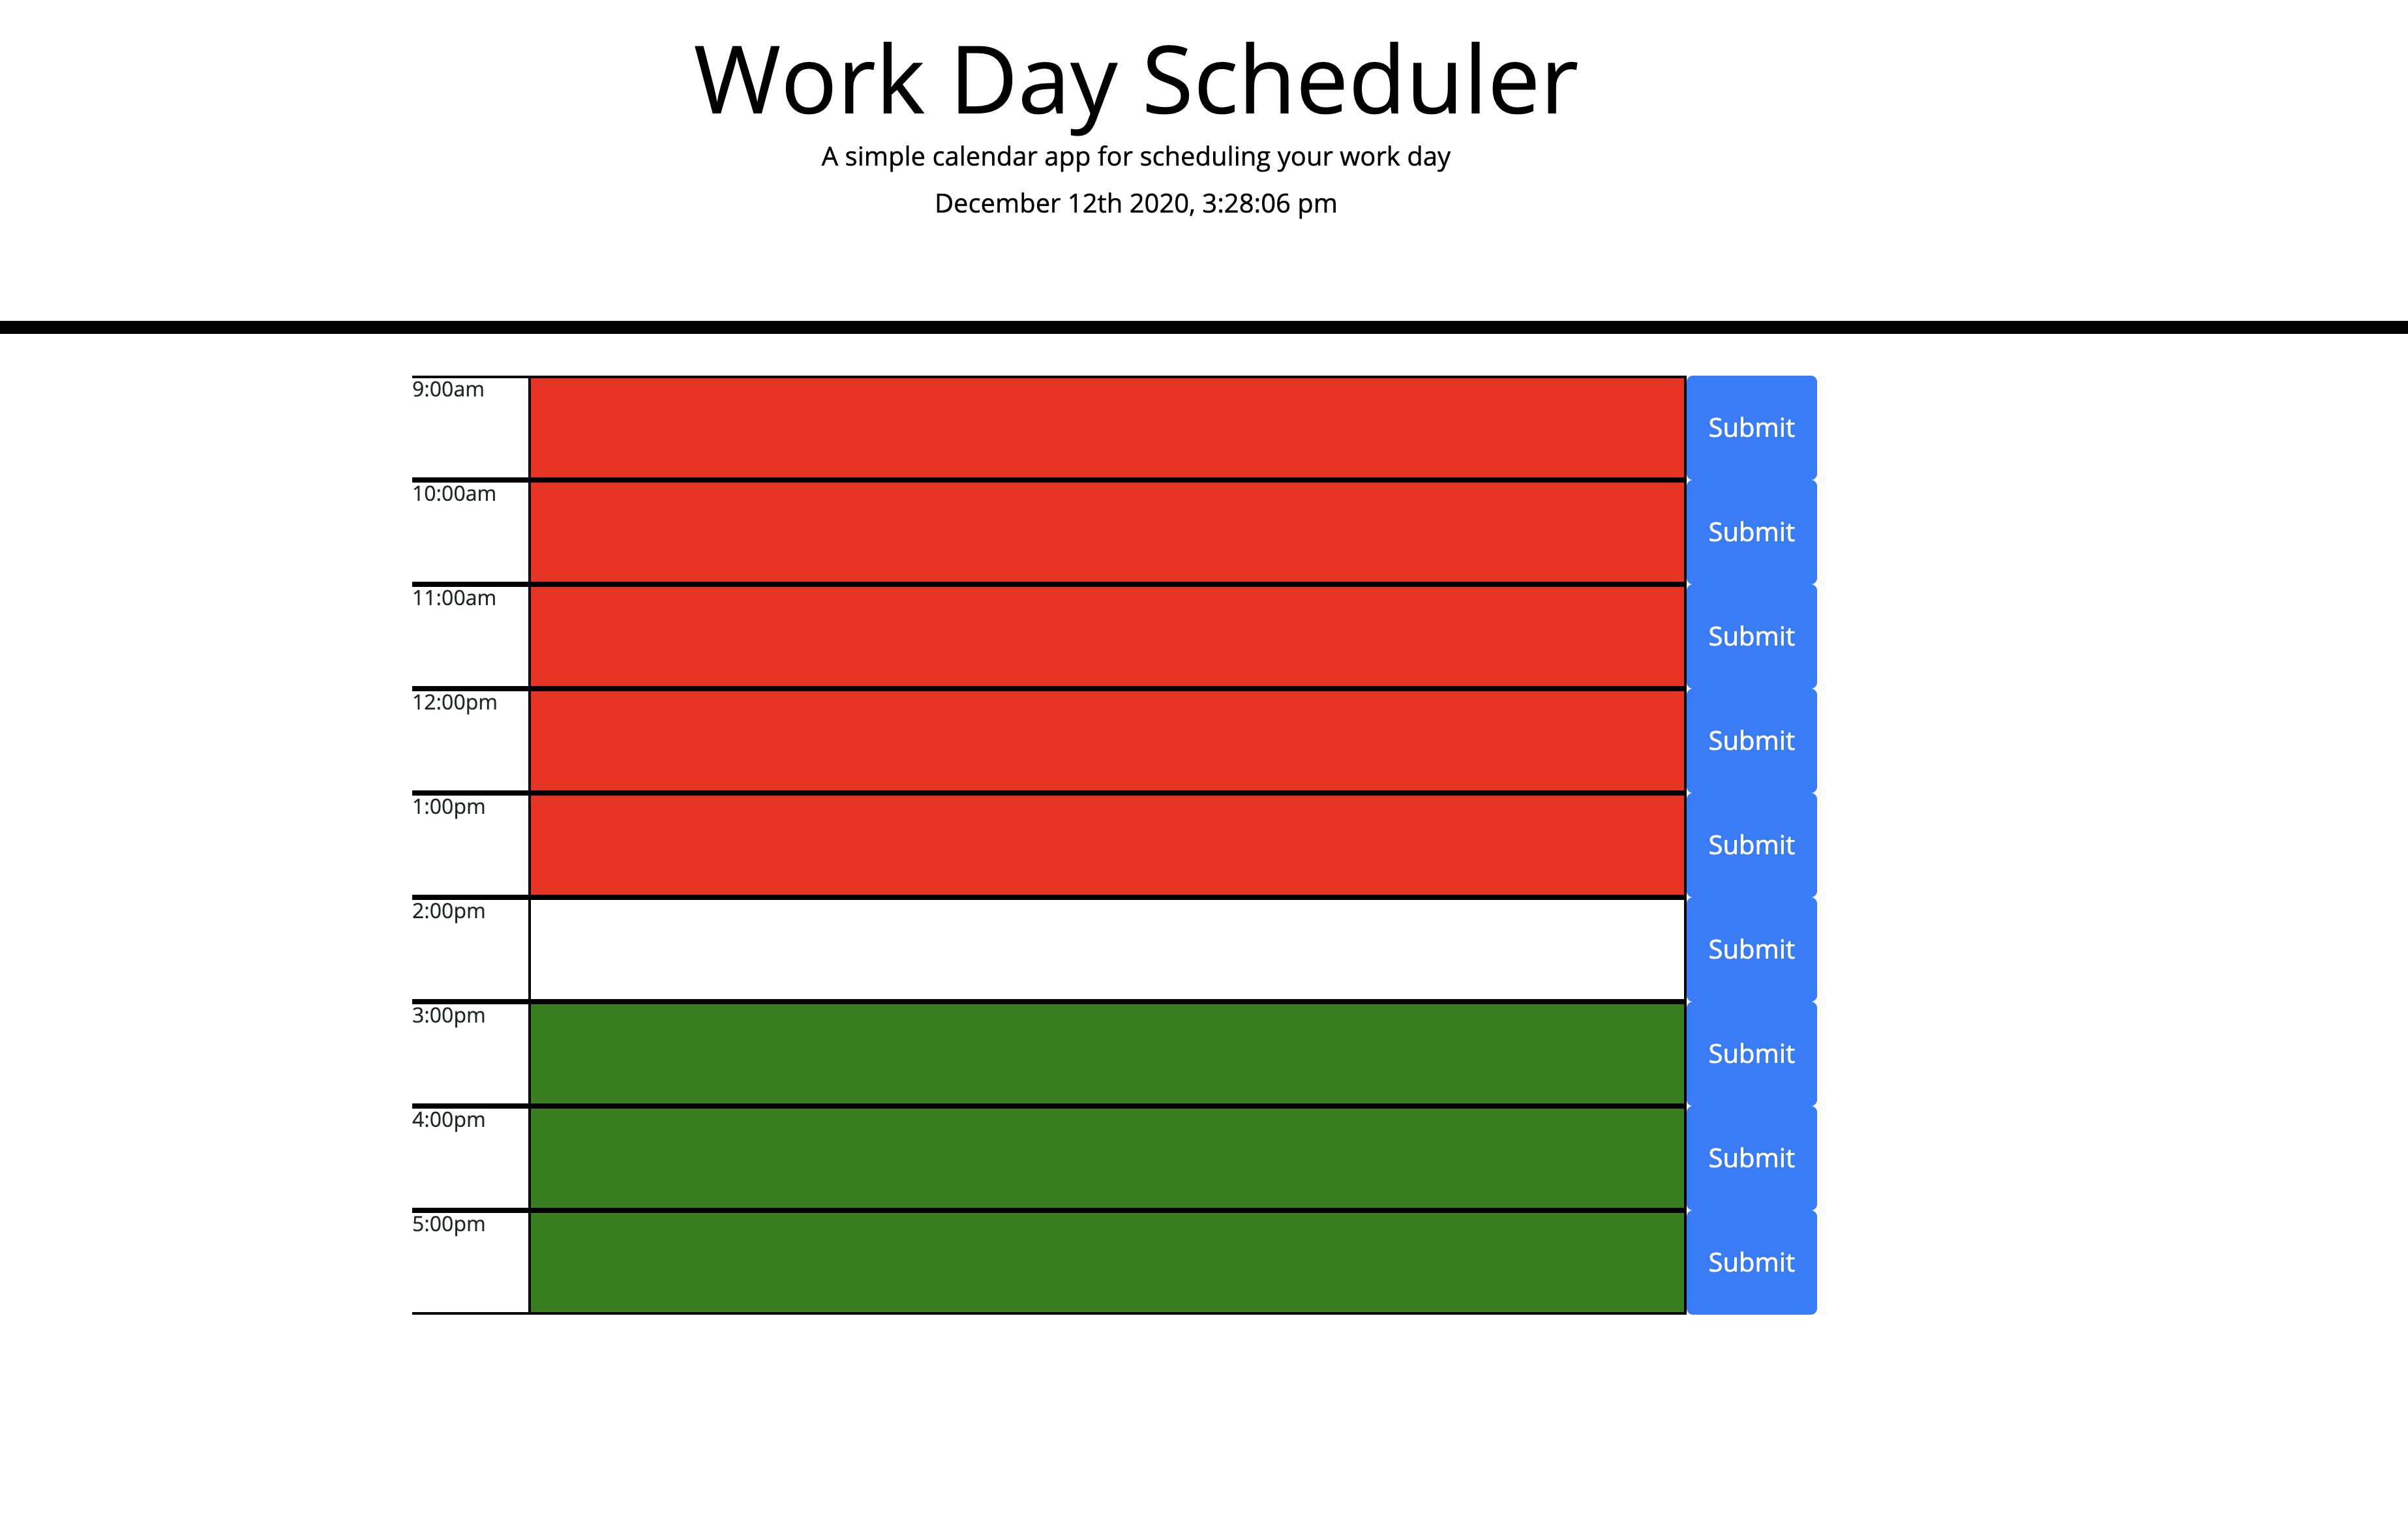 Work Day Scheduler
A simple calendar app for scheduling your work day
December 12th 2020, 3:28:06 pm
9:00am
Submit
10:00am
Submit
11:00am
Submit
12:00pm
Submit
1:00pm
Submit
2:00pm
Submit
3:00pm
Submit
4:00pm
Submit
5:00pm
Submit